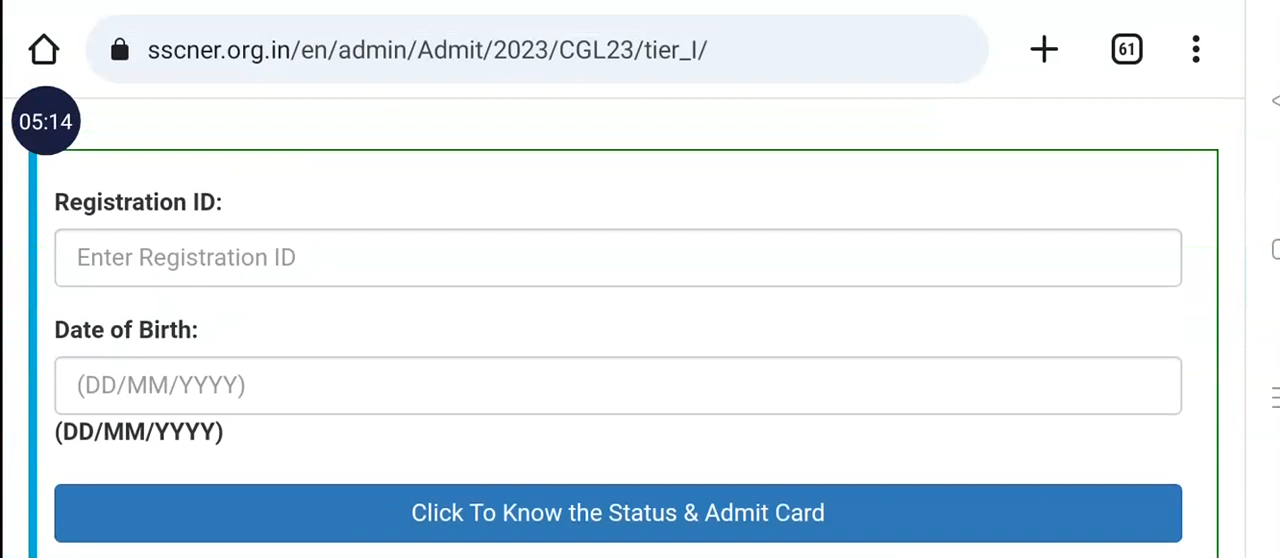 sscner.org.in/en/admin/Admit/2023/CGL23/tier_I/
61
05:14
Registration ID:
Enter Registration ID
Date of Birth:
(DD/MM/YYYY)
(DD/MM/YYYY)
Click To Know the Status & Admit Card